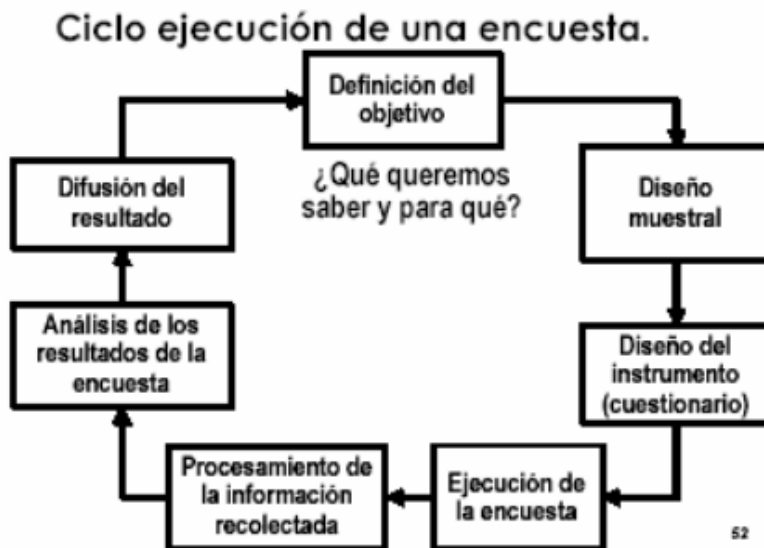 Ciclo ejecución de una encuesta.
Definición del
objetivo
¿Qué queremos
saber y para qué?
Diseño
muestral
Diseño del
instrumento
(cuestionario)
Ejecución de
la encuesta
Procesamiento de
la información
recolectada
Análisis de los
resultados de la
encuesta
Difusión del
resultado
52